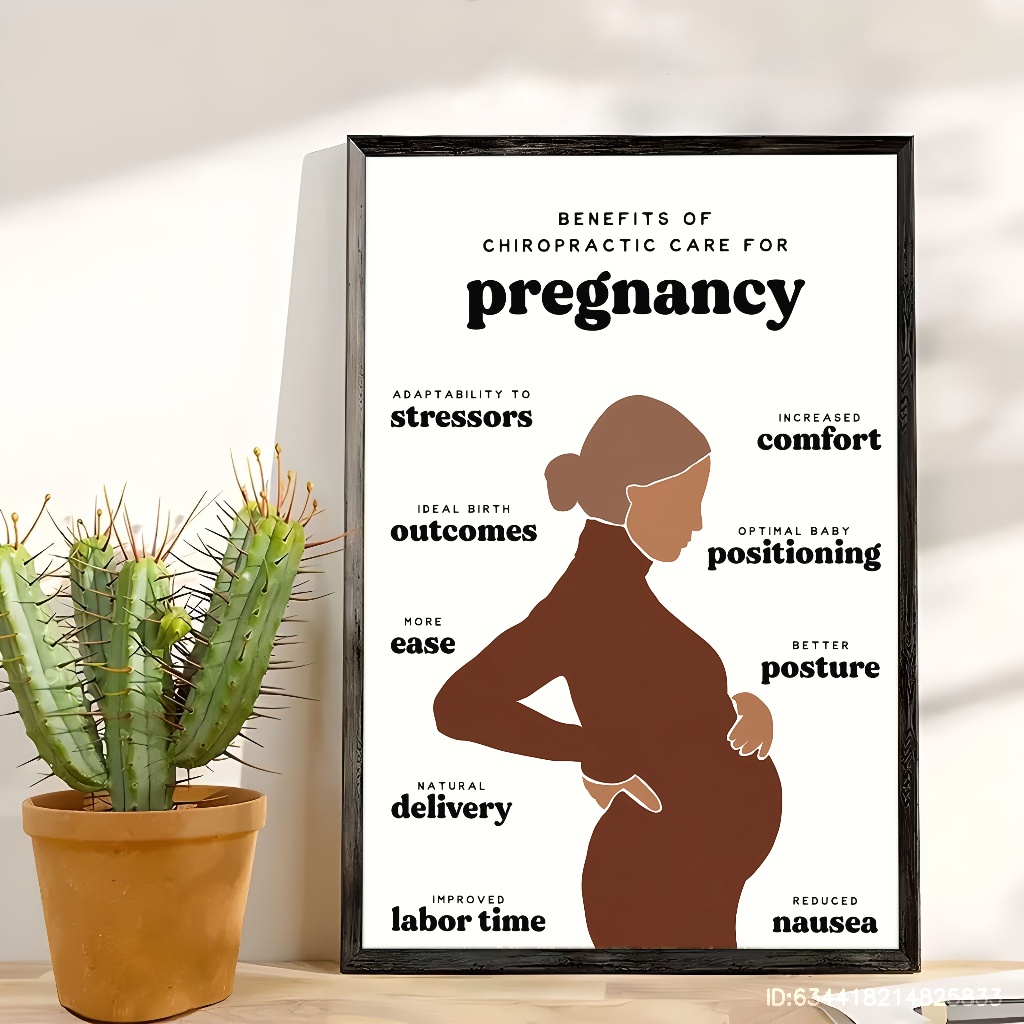 BENEFITS OF
CHIROPRACTIC CARE FOR
pregnancy
ADAPTABILITY TO
stressors
IDEAL BIRTH
outcomes
MORE
ease
NATURAL
delivery
IMPROVED
labor time
INCREASED
comfort
OPTIMAL BABY
positioning
BETTER
posture
REDUCED
nausea